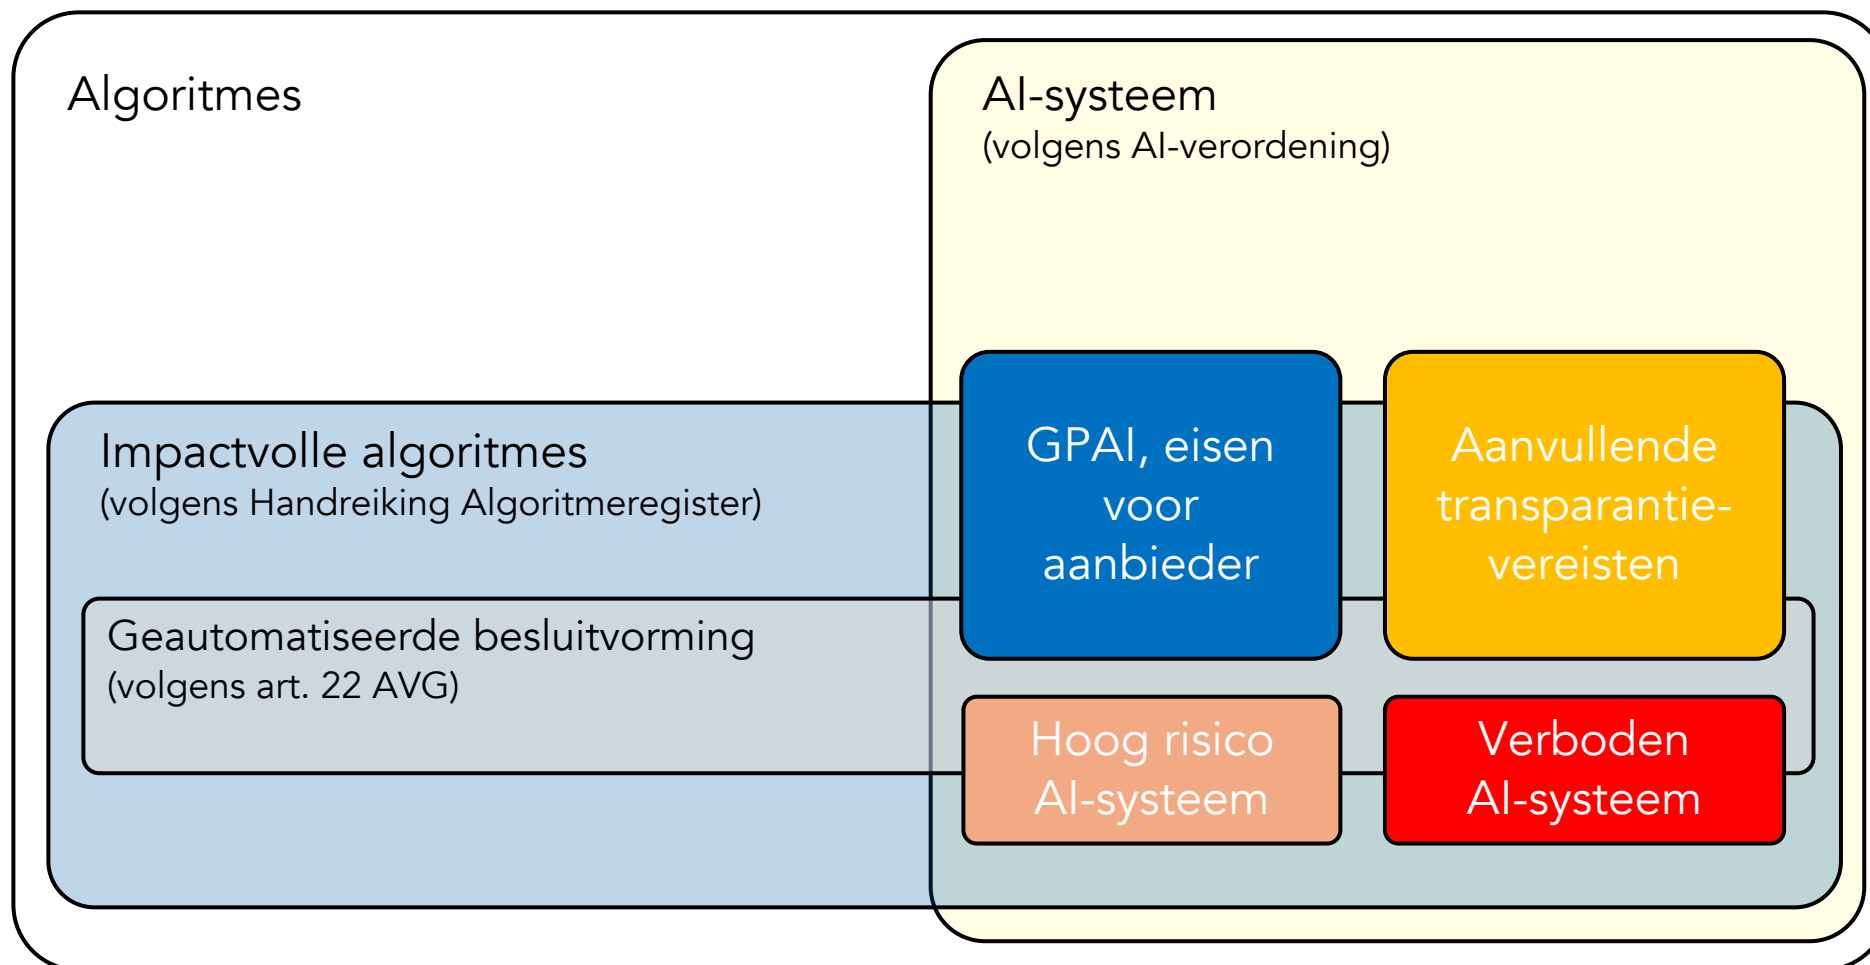 Algoritmes
AI-systeem
(volgens AI-verordening)
Impactvolle algoritmes
(volgens Handreiking Algoritmeregister)
GPAI, eisen
voor
aanbieder
Aanvullende
transparantie-
vereisten
Geautomatiseerde besluitvorming
(volgens art. 22 AVG)
Hoog risico
AI-systeem
Verboden
AI-systeem